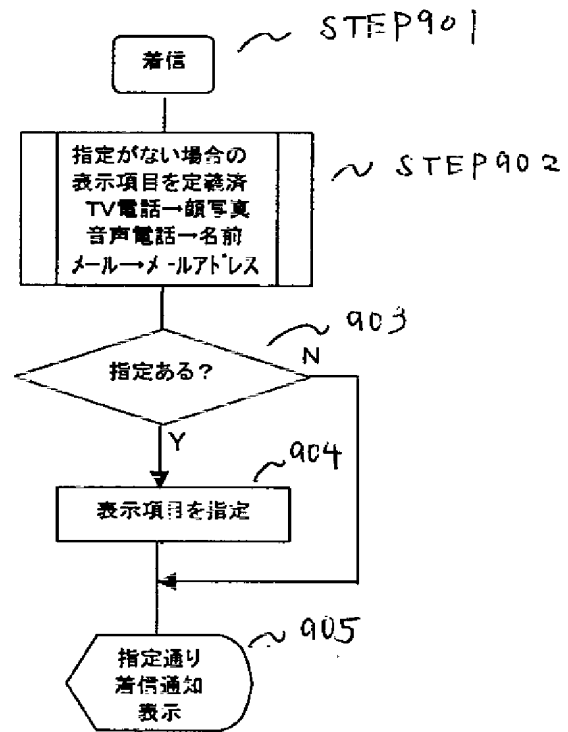 着信
STEP901
指定がない場合の
表示項目を定義済
TV電話→顔写真
音声電話→名前
メール→メールアドレス
STEP902
903
指定ある?
N
Y
904
表示項目を指定
905
指定通り
着信通知
表示